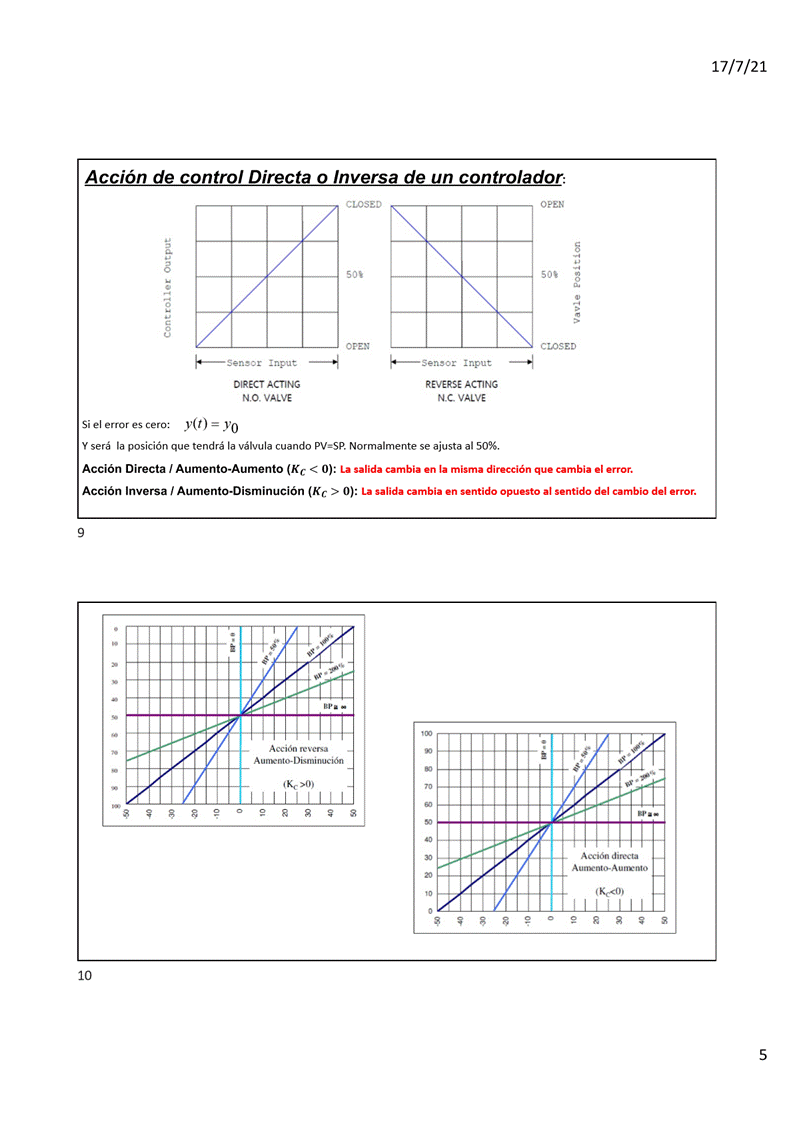 17/7/21
Acción de control Directa o Inversa de un controlador:
CLOSED
50%
OPEN
Controller Output
Sensor Input
DIRECT ACTING
N.O. VALVE
OPEN
50%
CLOSED
Vavle Position
Sensor Input
REVERSE ACTING
N.C. VALVE
Si el error es cero: y(t) = y0
Y será la posición que tendrá la válvula cuando PV=SP. Normalmente se ajusta al 50%.
Acción Directa / Aumento-Aumento (KC < 0): La salida cambia en la misma dirección que cambia el error.
Acción Inversa / Aumento-Disminución (KC > 0): La salida cambia en sentido opuesto al sentido del cambio del error.
9
0
10
20
30
40
50
60
70
80
90
100
BP = 0
BP = 50%
BP = 100%
BP = 200%
BP ≅ ∞
Acción reversa
Aumento-Disminución
(KC >0)
-50 -40 -30 -20 -10 0 10 20 30 40 50
100
90
80
70
60
50
40
30
20
10
0
BP = 0
BP = 50%
BP = 100%
BP = 200%
BP ≅ ∞
Acción directa
Aumento-Aumento
(KC<0)
-50 -40 -30 -20 -10 0 10 20 30 40 50
10
5